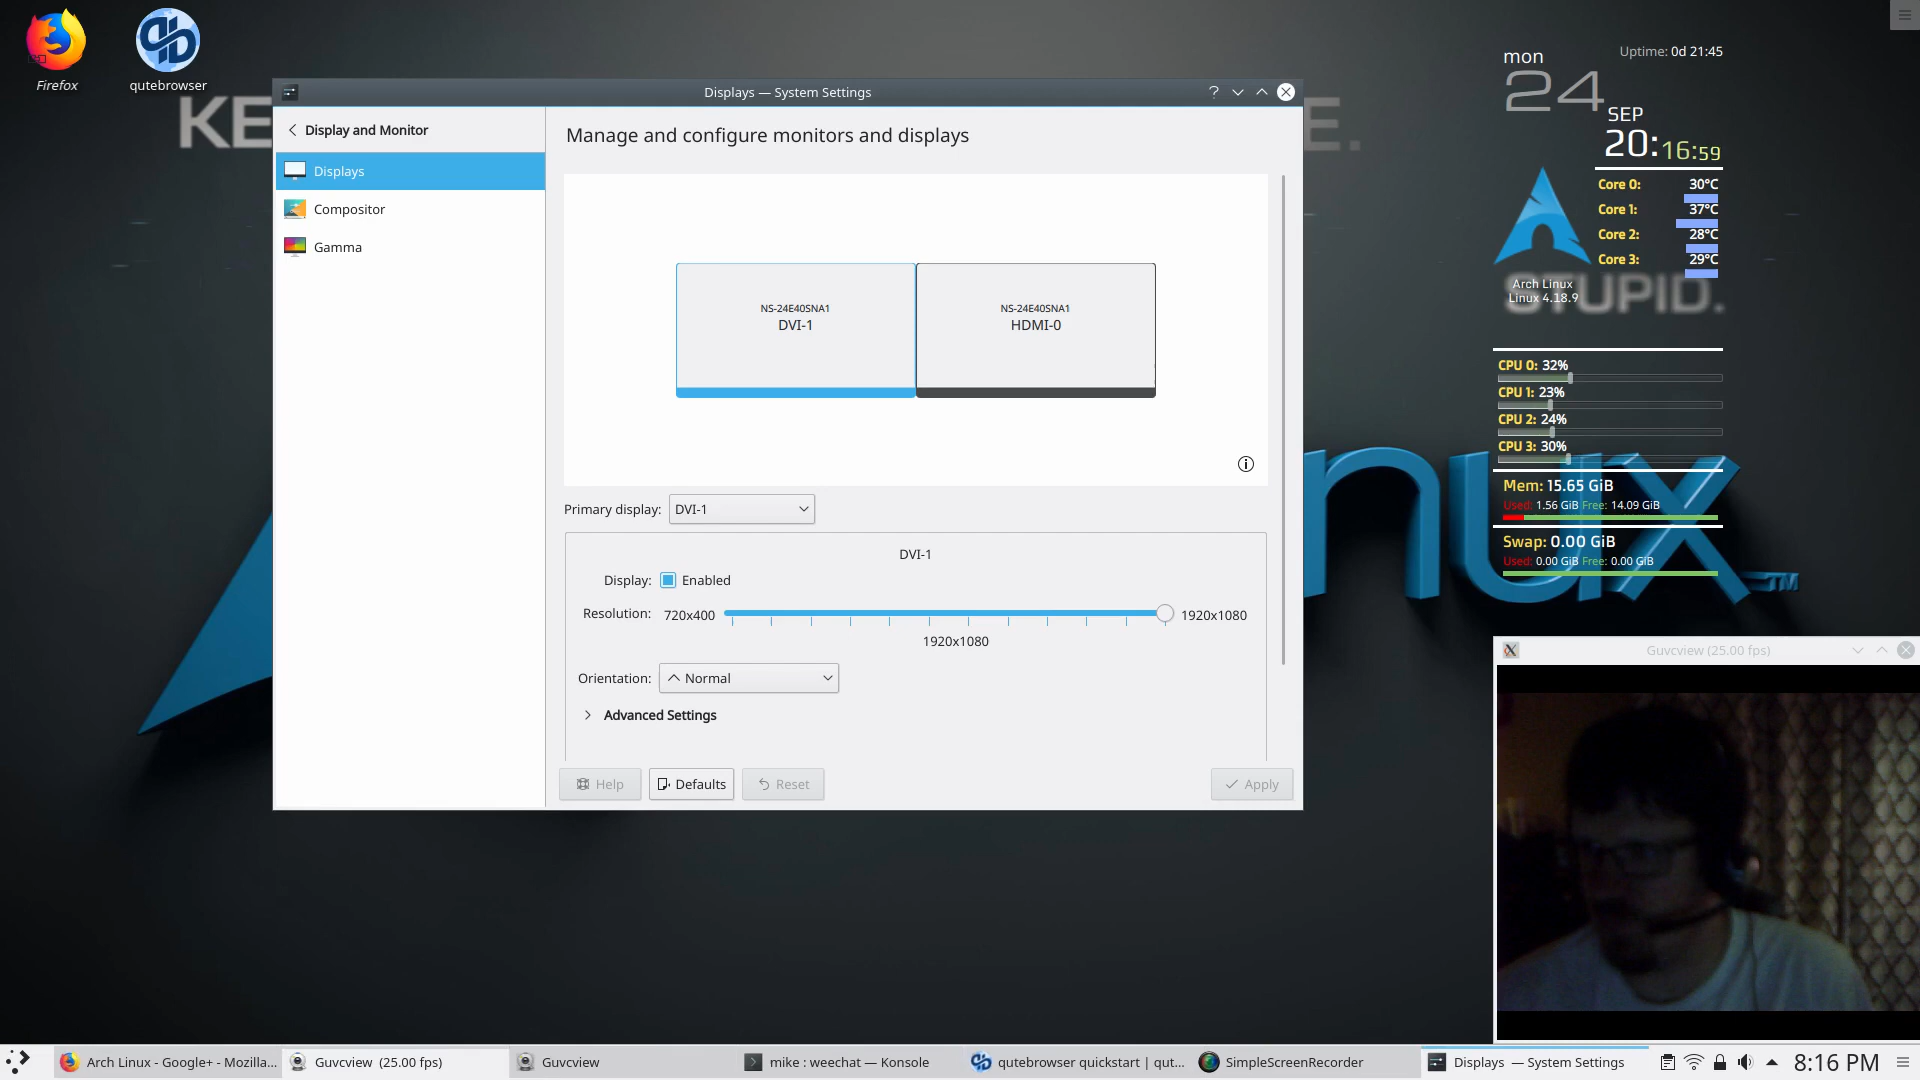 Firefox
qutebrowser
KE
E.
STUPID.
nux
TM
Displays — System Settings
?
Display and Monitor
Displays
Compositor
Gamma
Manage and configure monitors and displays
NS-24E40SNA1
DVI-1
NS-24E40SNA1
HDMI-0
Primary display: DVI-1
DVI-1
Display: Enabled
Resolution: 720x400 1920x1080
1920x1080
Orientation: Normal
Advanced Settings
Help Defaults Reset Apply
mon Uptime: 0d 21:45
24 SEP
20:16:59
Core 0: 30°C
Core 1: 37°C
Core 2: 28°C
Core 3: 29°C
Arch Linux
Linux 4.18.9
CPU 0: 32%
CPU 1: 23%
CPU 2: 24%
CPU 3: 30%
Mem: 15.65 GiB
Used: 1.56 GiB Free: 14.09 GiB
Swap: 0.00 GiB
Used: 0.00 GiB Free: 0.00 GiB
Guvcview (25.00 fps)
Arch Linux - Google+ - Mozilla... Guvcview (25.00 fps) Guvcview mike : weechat — Konsole qutebrowser quickstart | qut... SimpleScreenRecorder Displays — System Settings 8:16 PM